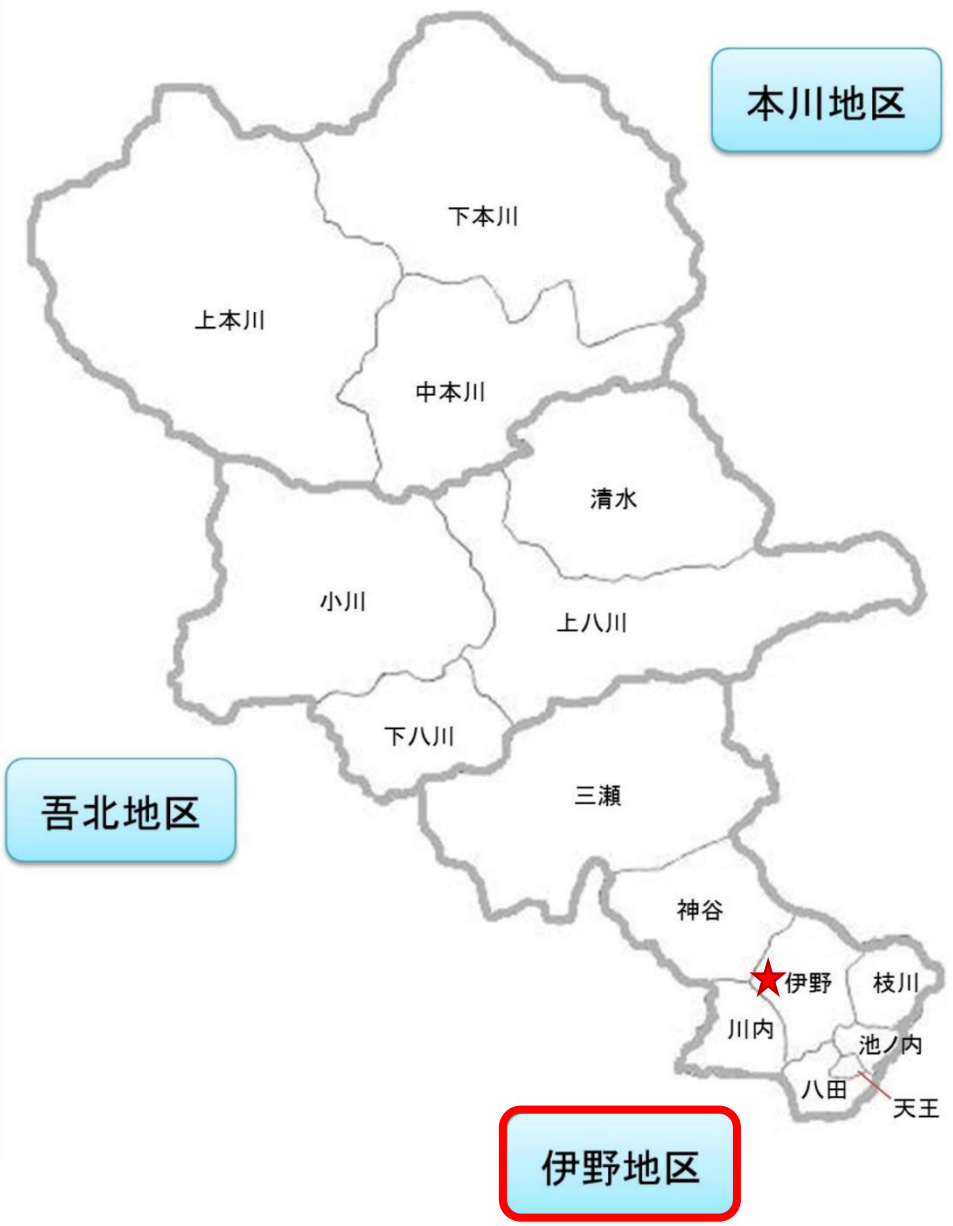 本川地区
下本川
上本川
中本川
清水
小川
上八川
下八川
吾北地区
三瀬
神谷
伊野
枝川
川内
池ノ内
八田
天王
伊野地区